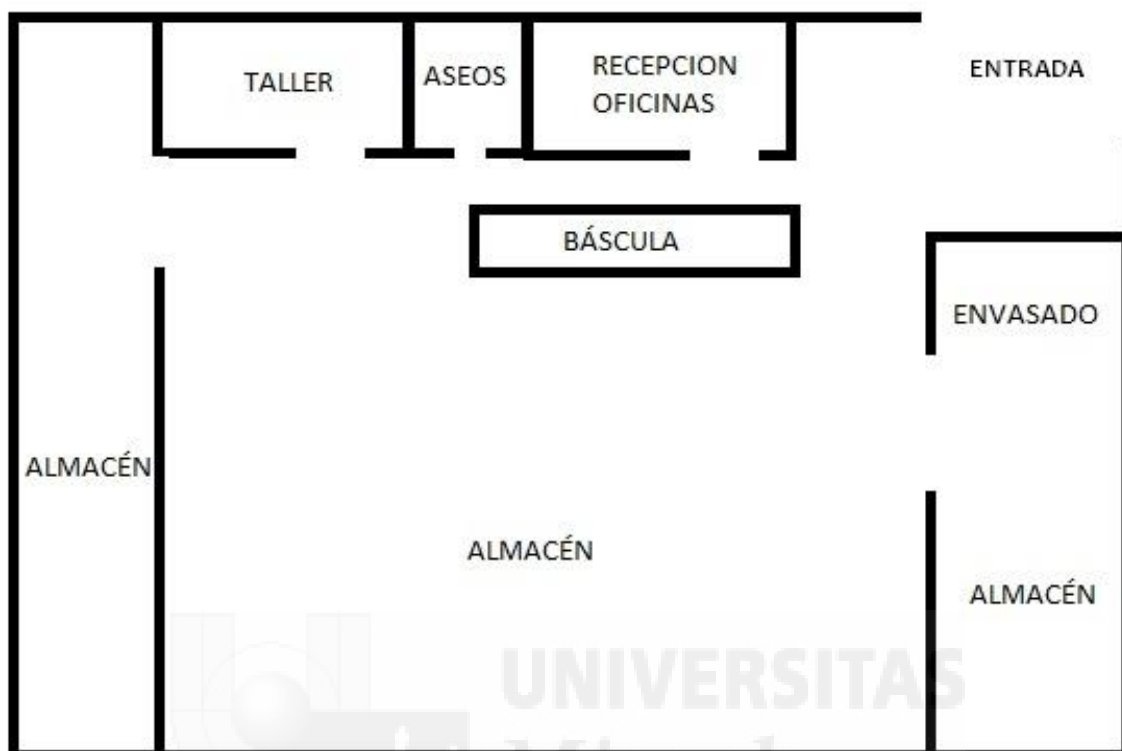 TALLER
ASEOS
RECEPCION
OFICINAS
ENTRADA
BÁSCULA
ENVASADO
ALMACÉN
ALMACÉN
ALMACÉN
UNIVERSITAS